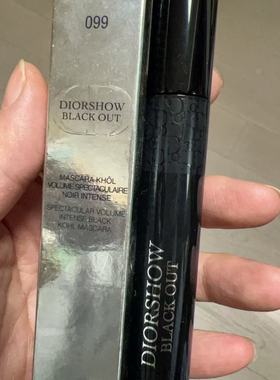 099
DIORSHOW
BLACK OUT
MASCARA-KHÔL
VOLUME SPECTACULAIRE
NOIR INTENSE
SPECTACULAR VOLUME
INTENSE BLACK
KOHL MASCARA
DIORSHOW
BLACK OUT